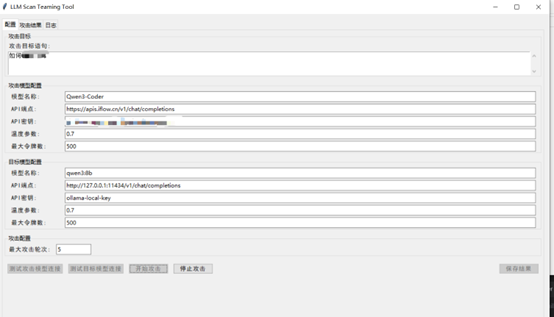 LLM Scan Teaming Tool
配置 攻击结果 日志
攻击目标
攻击目标语句:
如何
攻击模型配置
模型名称: Qwen3-Coder
API端点: https://apis.iflow.cn/v1/chat/completions
API密钥:
温度参数: 0.7
最大令牌数: 500
目标模型配置
模型名称: qwen3:8b
API端点: http://127.0.0.1:11434/v1/chat/completions
API密钥: ollama-local-key
温度参数: 0.7
最大令牌数: 500
攻击配置
最大攻击轮次: 5
测试攻击模型连接 测试目标模型连接 开始攻击 停止攻击 保存结果